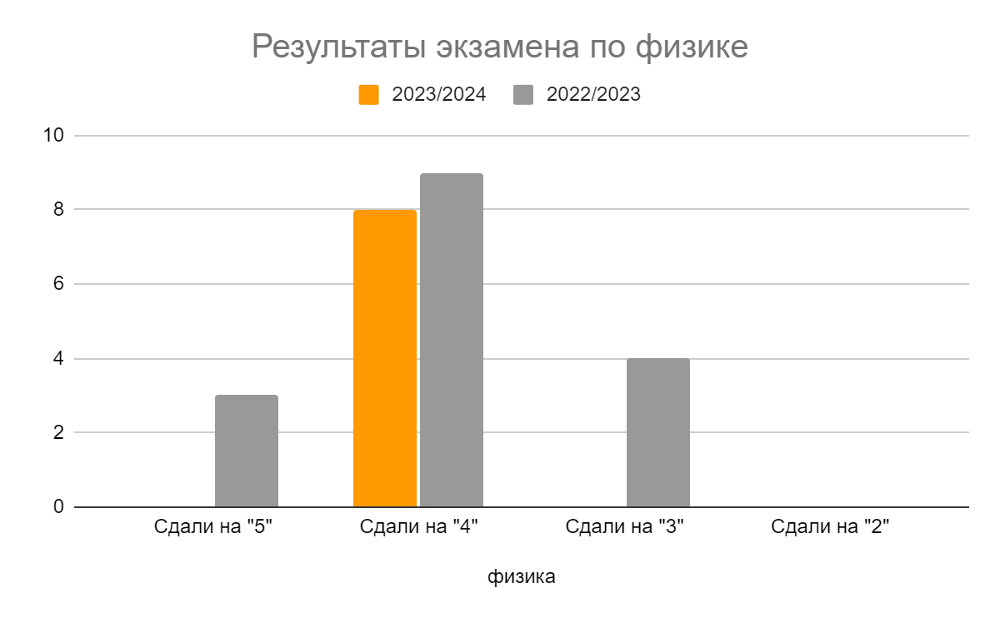 Результаты экзамена по физике
2023/2024 2022/2023
10
8
6
4
2
0
Сдали на "5" Сдали на "4" Сдали на "3" Сдали на "2"
физика